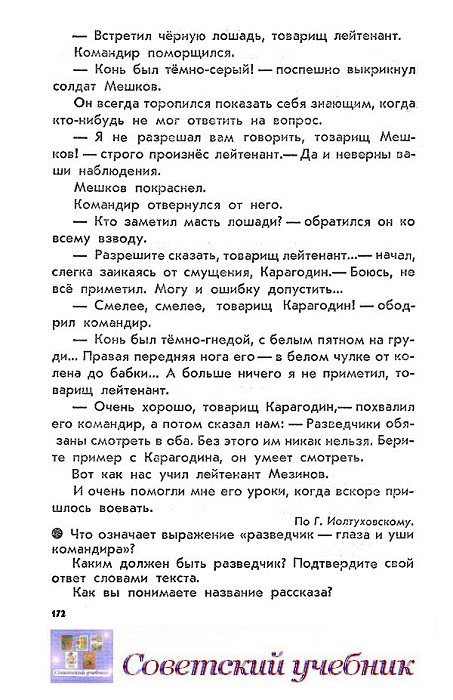 — Встретил чёрную лошадь, товарищ лейтенант.
Командир поморщился.
— Конь был тёмно-серый! — поспешно выкрикнул
солдат Мешков.
Он всегда торопился показать себя знающим, когда
кто-нибудь не мог ответить на вопрос.
— Я не разрешал вам говорить, товарищ Меш-
ков! — строго произнёс лейтенант.— Да и неверны ва-
ши наблюдения.
Мешков покраснел.
Командир отвернулся от него.
— Кто заметил масть лошади? — обратился он ко
всему взводу.
— Разрешите сказать, товарищ лейтенант...— начал,
слегка заикаясь от смущения, Карагодин.— Боюсь, не
всё приметил. Могу и ошибку допустить...
— Смелее, смелее, товарищ Карагодин! — обод-
рил командир.
— Конь был тёмно-гнедой, с белым пятном на гру-
ди... Правая передняя нога его — в белом чулке от ко-
лена до бабки... А больше ничего я не приметил, то-
варищ лейтенант.
— Очень хорошо, товарищ Карагодин,— похвалил
его командир, а потом сказал нам: — Разведчики обя-
заны смотреть в оба. Без этого им никак нельзя. Бери-
те пример с Карагодина, он умеет смотреть.
Вот как нас учил лейтенант Мезинов.
И очень помогли мне его уроки, когда вскоре при-
шлось воевать.
По Г. Иолгуховскому.
Что означает выражение «разведчик — глаза и уши
командира»?
Каким должен быть разведчик? Подтвердите свой
ответ словами текста.
Как вы понимаете название рассказа?
172
Советский учебник
Советский учебник